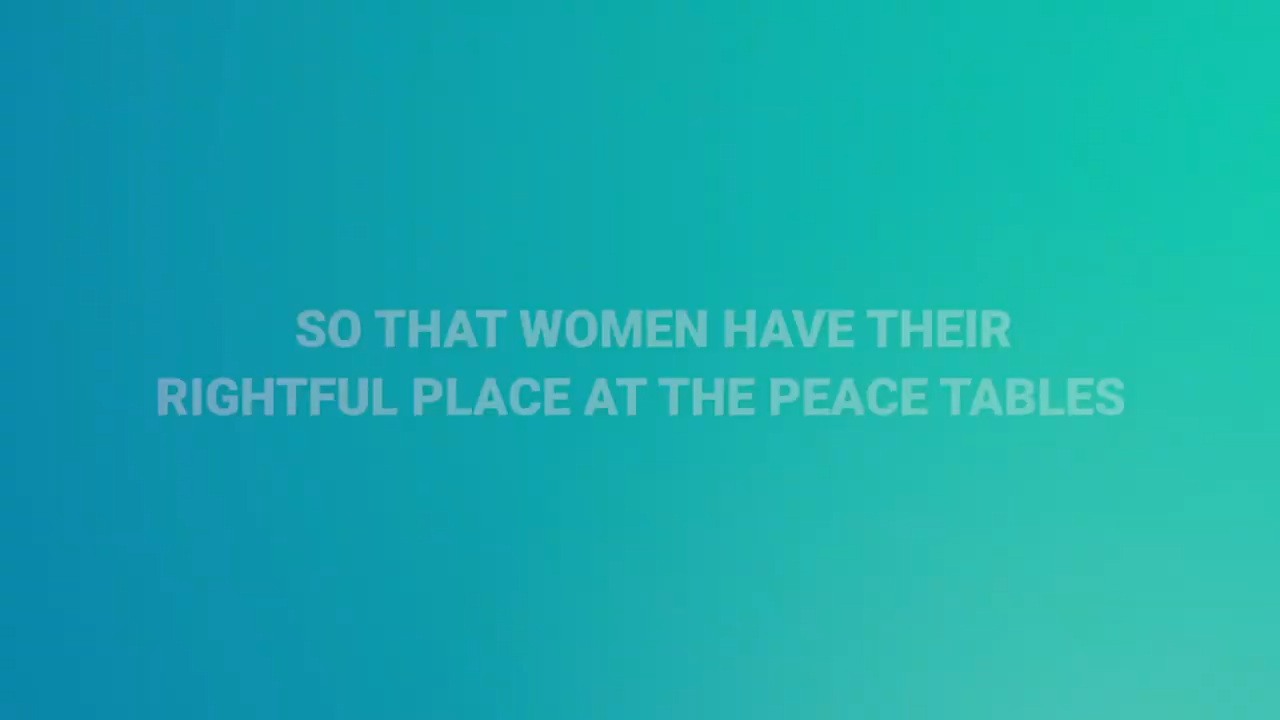 SO THAT WOMEN HAVE THEIR
RIGHTFUL PLACE AT THE PEACE TABLES